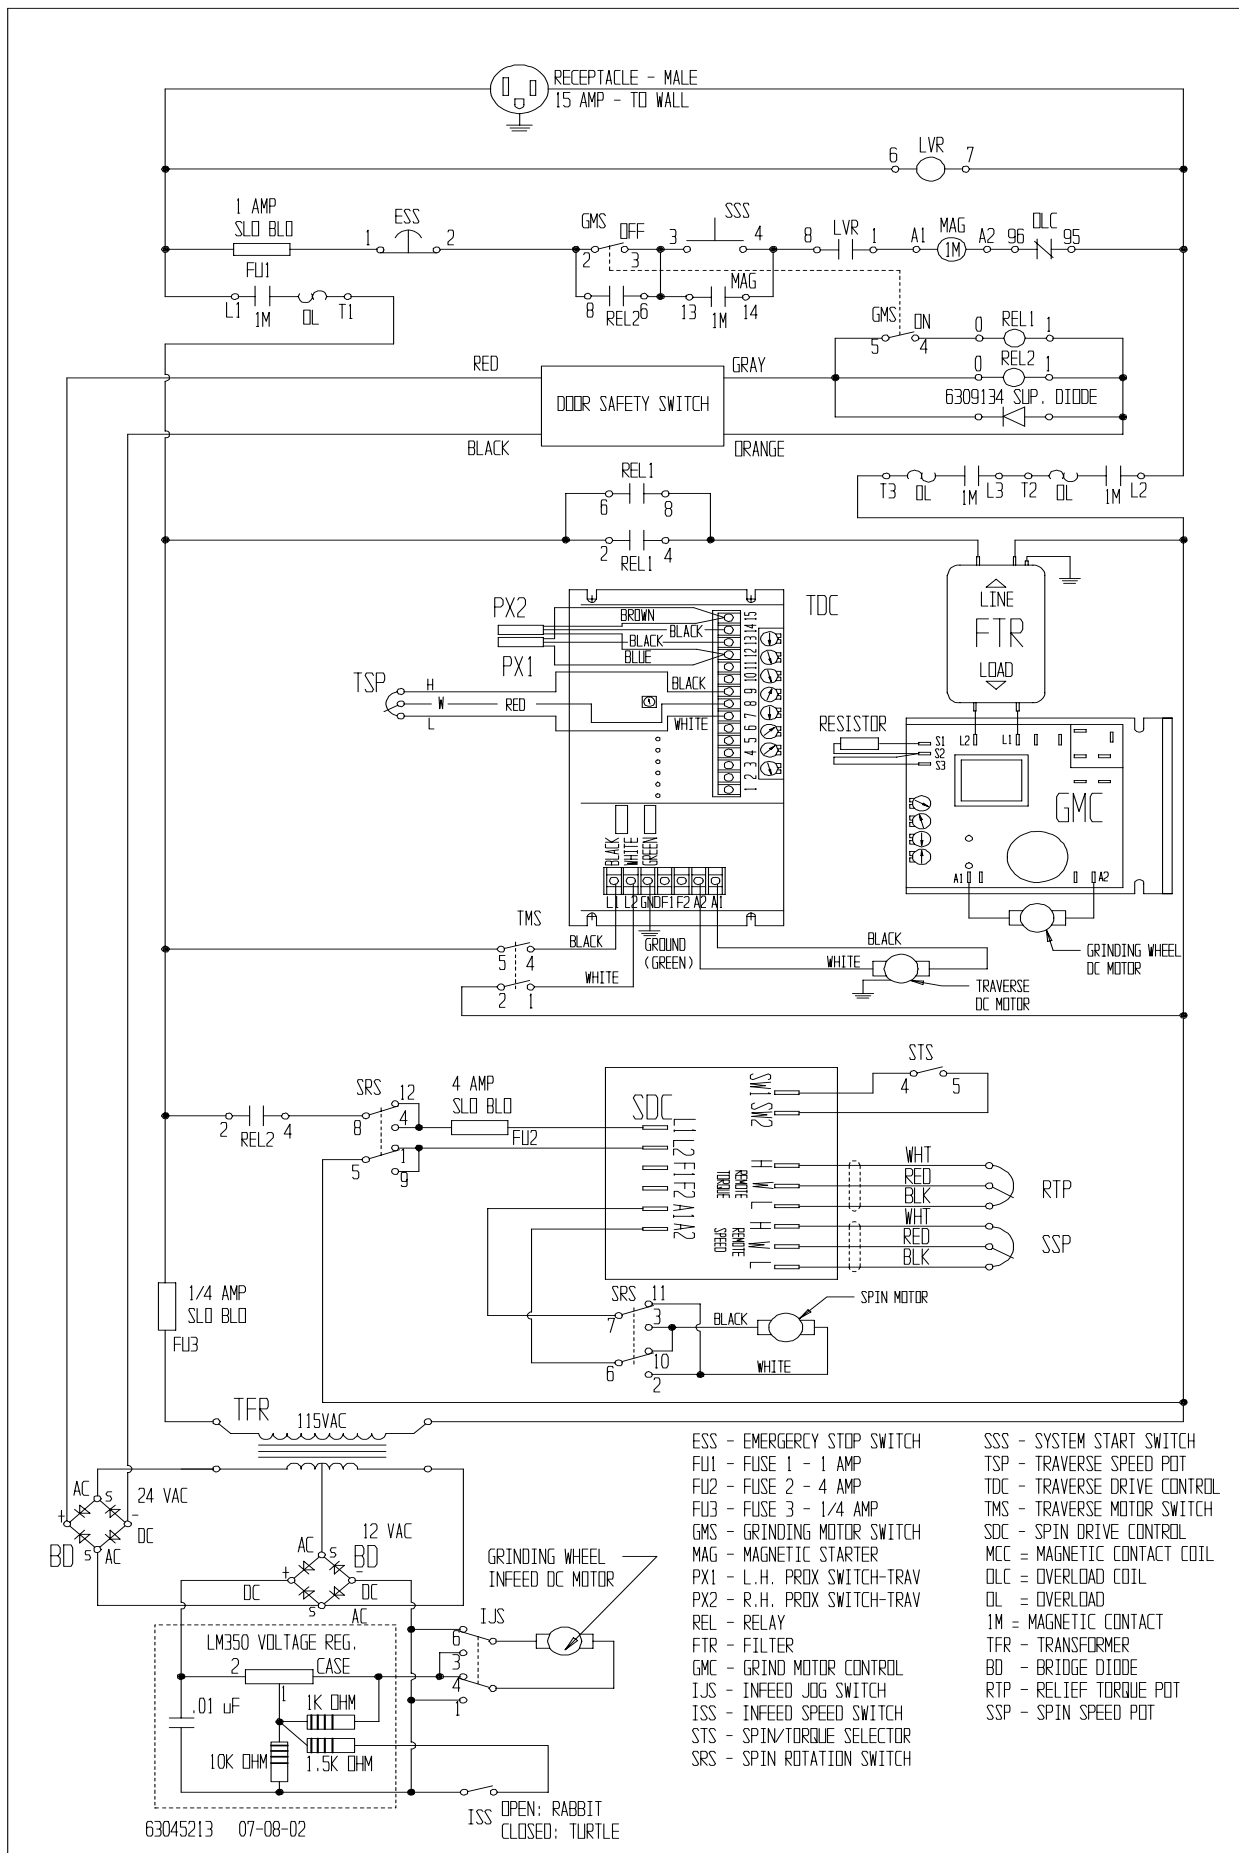 RECEPTACLE - MALE
15 AMP - TO WALL
6 LVR 7
1 AMP
SLO BLO
FU1
1 ESS 2
GMS OFF
2 3
SSS
3 4
8 LVR 1
A1 MAG A2
1M
96 OLC 95
L1 1M OL T1
8 REL2 6
MAG
13 1M 14
GMS ON
5 4
0 REL1 1
0 REL2 1
6309134 SUP. DIODE
RED
GRAY
DOOR SAFETY SWITCH
BLACK
ORANGE
T3 OL 1M L3 T2 OL 1M L2
REL1
6 8
2 4
REL1
LINE
FTR
LOAD
TDC
PX2
PX1
BROWN
BLACK
BLACK
BLUE
TSP
H
W
L
RED
BLACK
WHITE
15
14
13
12
11
10
9
8
7
6
5
4
3
2
1
BLACK
WHITE
GREEN
L1 L2 GND F1 F2 A2 A1
RESISTOR
S1
S2
S3
L2 L1
GMC
A1 A2
GRINDING WHEEL
DC MOTOR
TMS
5 4
2 1
BLACK
WHITE
GROUND
(GREEN)
BLACK
WHITE
TRAVERSE
DC MOTOR
STS
4 5
2 REL2 4
SRS
12
8 4
5 1
9
4 AMP
SLO BLO
FU2
SDC
L1
L2
F1
F2
A1
A2
SW1
SW2
REMOTE
TORQUE
H
W
L
REMOTE
SPEED
H
W
L
WHT
RED
BLK
RTP
WHT
RED
BLK
SSP
1/4 AMP
SLO BLO
FU3
SRS
11
7 3
6 10
2
BLACK
WHITE
SPIN MOTOR
TFR
115VAC
24 VAC
AC
S
+
-
DC
S
AC
BD
12 VAC
AC
S
BD
+
-
DC
DC
S
AC
GRINDING WHEEL
INFEED DC MOTOR
IJS
6
3
4
1
LM350 VOLTAGE REG.
2
CASE
1
.01 uF
1K OHM
10K OHM
1.5K OHM
ISS
OPEN: RABBIT
CLOSED: TURTLE
63045213 07-08-02
ESS - EMERGERCY STOP SWITCH
FU1 - FUSE 1 - 1 AMP
FU2 - FUSE 2 - 4 AMP
FU3 - FUSE 3 - 1/4 AMP
GMS - GRINDING MOTOR SWITCH
MAG - MAGNETIC STARTER
PX1 - L.H. PROX SWITCH-TRAV
PX2 - R.H. PROX SWITCH-TRAV
REL - RELAY
FTR - FILTER
GMC - GRIND MOTOR CONTROL
IJS - INFEED JOG SWITCH
ISS - INFEED SPEED SWITCH
STS - SPIN/TORQUE SELECTOR
SRS - SPIN ROTATION SWITCH
SSS - SYSTEM START SWITCH
TSP - TRAVERSE SPEED POT
TDC - TRAVERSE DRIVE CONTROL
TMS - TRAVERSE MOTOR SWITCH
SDC - SPIN DRIVE CONTROL
MCC = MAGNETIC CONTACT COIL
OLC = OVERLOAD COIL
OL = OVERLOAD
1M = MAGNETIC CONTACT
TFR - TRANSFORMER
BD - BRIDGE DIODE
RTP - RELIEF TORQUE POT
SSP - SPIN SPEED POT